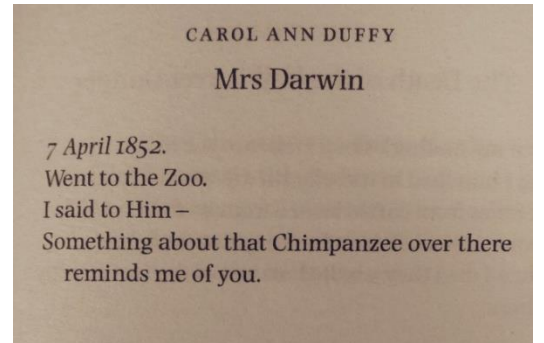 CAROL ANN DUFFY
Mrs Darwin
7 April 1852.
Went to the Zoo.
I said to Him –
Something about that Chimpanzee over there
reminds me of you.